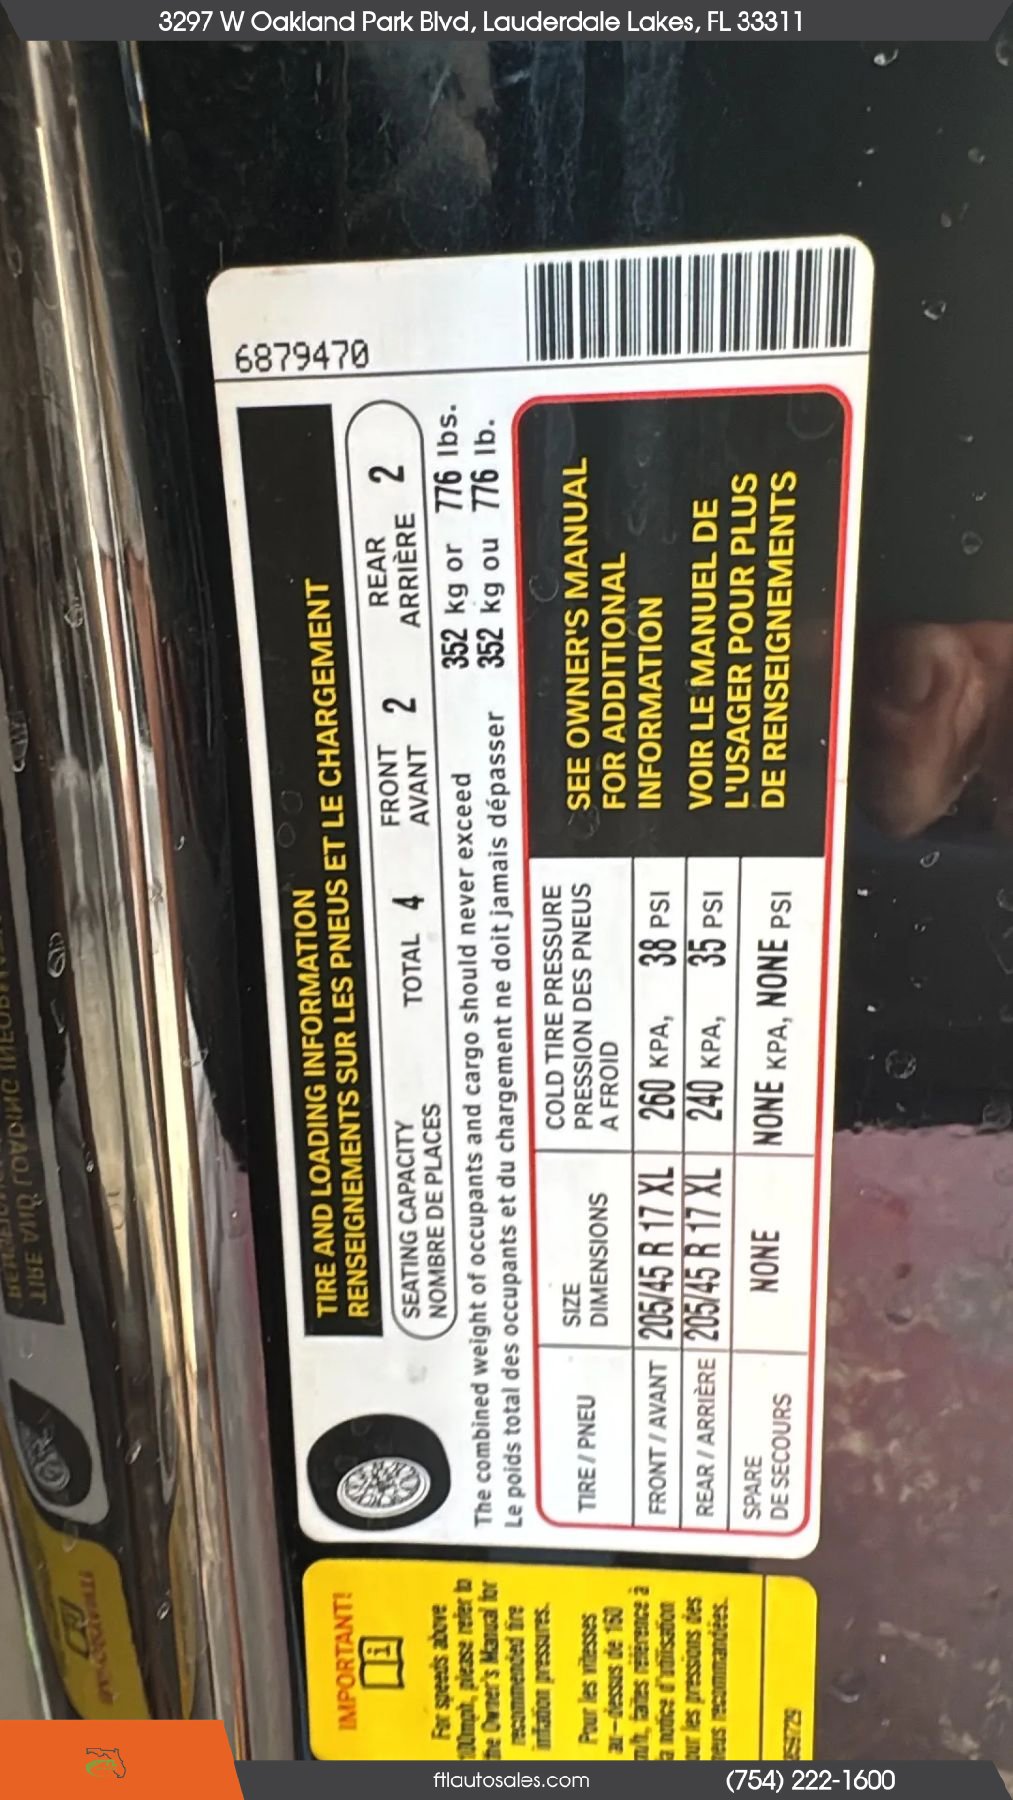 3297 W Oakland Park Blvd, Lauderdale Lakes, FL 33311
6879470
TIRE AND LOADING INFORMATION
RENSEIGNEMENTS SUR LES PNEUS ET LE CHARGEMENT
SEATING CAPACITY
NOMBRE DE PLACES
TOTAL 4
FRONT
AVANT 2
REAR
ARRIÈRE 2
The combined weight of occupants and cargo should never exceed 352 kg or 776 lbs.
Le poids total des occupants et du chargement ne doit jamais dépasser 352 kg ou 776 lb.
TIRE / PNEU
SIZE
DIMENSIONS
COLD TIRE PRESSURE
PRESSION DES PNEUS
A FROID
FRONT / AVANT 205/45 R 17 XL 260 KPA, 38 PSI
REAR / ARRIÈRE 205/45 R 17 XL 240 KPA, 35 PSI
SPARE
DE SECOURS
NONE NONE KPA, NONE PSI
SEE OWNER'S MANUAL
FOR ADDITIONAL
INFORMATION
VOIR LE MANUEL DE
L'USAGER POUR PLUS
DE RENSEIGNEMENTS
IMPORTANT!
For speeds above
100mph, please refer to
the Owner's Manual for
recommended tire
inflation pressures.
Pour les vitesses
au-dessus de 160
km/h, faites référence à
la notice d'utilisation
pour les pressions des
pneus recommandées.
ftlautosales.com
(754) 222-1600